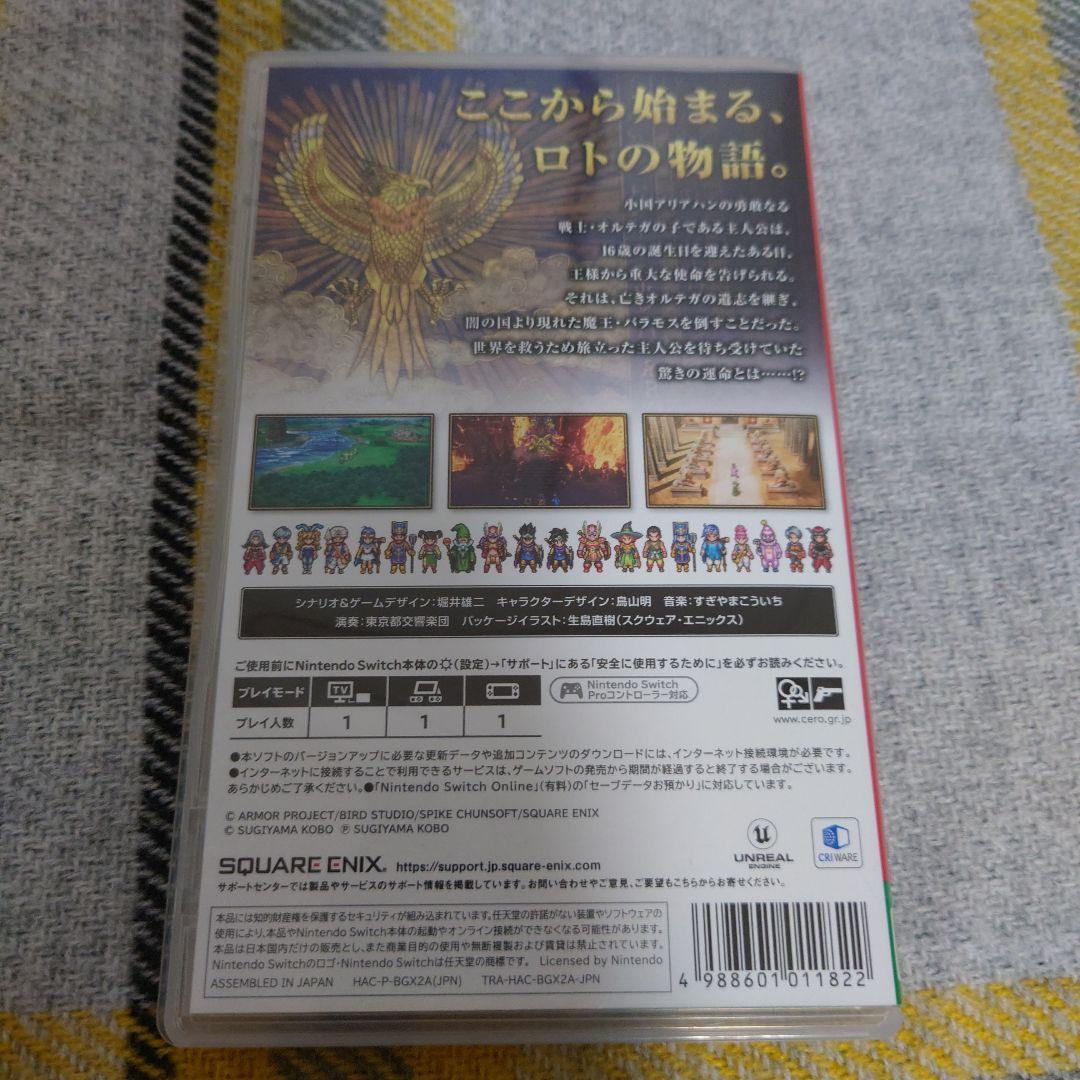 ここから始まる、
ロトの物語。
小国アリアハンの勇敢なる
戦士・オルテガの子である主人公は、
16歳の誕生日を迎えたある日、
王様から重大な使命を告げられる。
それは、亡きオルテガの遺志を継ぎ、
闇の国より現れた魔王・バラモスを倒すことだった。
世界を救うため旅立った主人公を待ち受けていた
驚きの運命とは……!?
シナリオ&ゲームデザイン:堀井雄二 キャラクターデザイン:鳥山明 音楽:すぎやまこういち
演奏:東京都交響楽団 パッケージイラスト:生島直樹(スクウェア・エニックス)
ご使用前にNintendo Switch本体の(設定)→「サポート」にある「安全に使用するために」を必ずお読みください。
プレイモード TV
プレイ人数 1 1 1
Nintendo Switch
Proコントローラー対応
www.cero.gr.jp
●本ソフトのバージョンアップに必要な更新データや追加コンテンツのダウンロードには、インターネット接続環境が必要です。
●インターネットに接続することで利用できるサービスは、ゲームソフトの発売から期間が経過すると終了する場合がございます。
あらかじめご了承ください。●「Nintendo Switch Online」(有料)の「セーブデータお預かり」に対応しています。
© ARMOR PROJECT/BIRD STUDIO/SPIKE CHUNSOFT/SQUARE ENIX
© SUGIYAMA KOBO ℗ SUGIYAMA KOBO
UNREAL
ENGINE
CRIWARE
SQUARE ENIX. https://support.jp.square-enix.com
サポートセンターでは製品やサービスのサポート情報を掲載しています。お問い合わせやご意見、ご要望もこちらからお寄せください。
本品には知的財産権を保護するセキュリティが組み込まれています。任天堂の許諾がない装置やソフトウェアの
使用により、本品やNintendo Switch本体の起動やオンライン接続ができなくなる可能性があります。
本品は日本国内だけの販売とし、また商業目的の使用や無断複製および賃貸は禁止されています。
Nintendo Switchのロゴ・Nintendo Switchは任天堂の商標です。 Licensed by Nintendo
ASSEMBLED IN JAPAN HAC-P-BGX2A(JPN) TRA-HAC-BGX2A-JPN
4 988601 011822